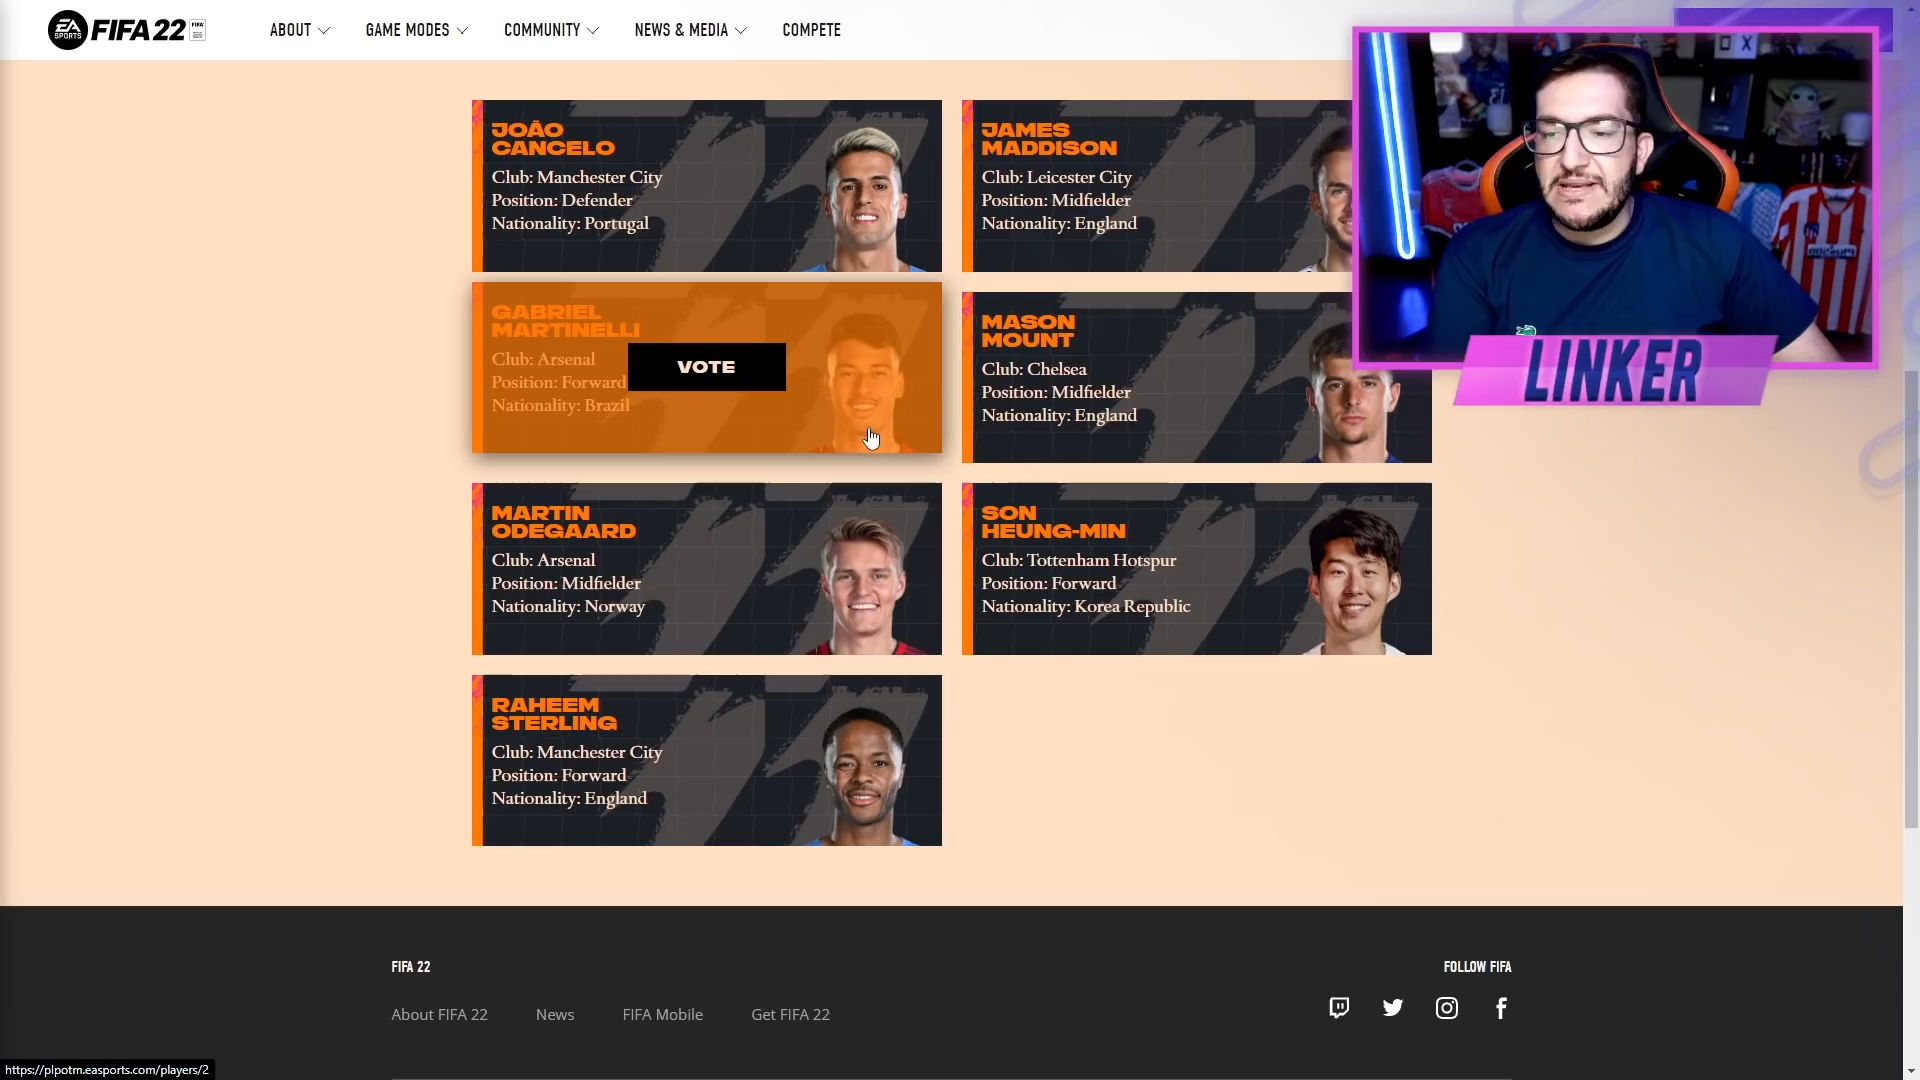 EA SPORTS FIFA 22
ABOUT
GAME MODES
COMMUNITY
NEWS & MEDIA
COMPETE
JOÃO
CANCELO
Club: Manchester City
Position: Defender
Nationality: Portugal
JAMES
MADDISON
Club: Leicester City
Position: Midfielder
Nationality: England
GABRIEL
MARTINELLI
Club: Arsenal
Position: Forward
Nationality: Brazil
VOTE
MASON
MOUNT
Club: Chelsea
Position: Midfielder
Nationality: England
LINKER
MARTIN
ODEGAARD
Club: Arsenal
Position: Midfielder
Nationality: Norway
SON
HEUNG-MIN
Club: Tottenham Hotspur
Position: Forward
Nationality: Korea Republic
RAHEEM
STERLING
Club: Manchester City
Position: Forward
Nationality: England
FIFA 22
FOLLOW FIFA
About FIFA 22
News
FIFA Mobile
Get FIFA 22
https://plpotm.easports.com/players/2